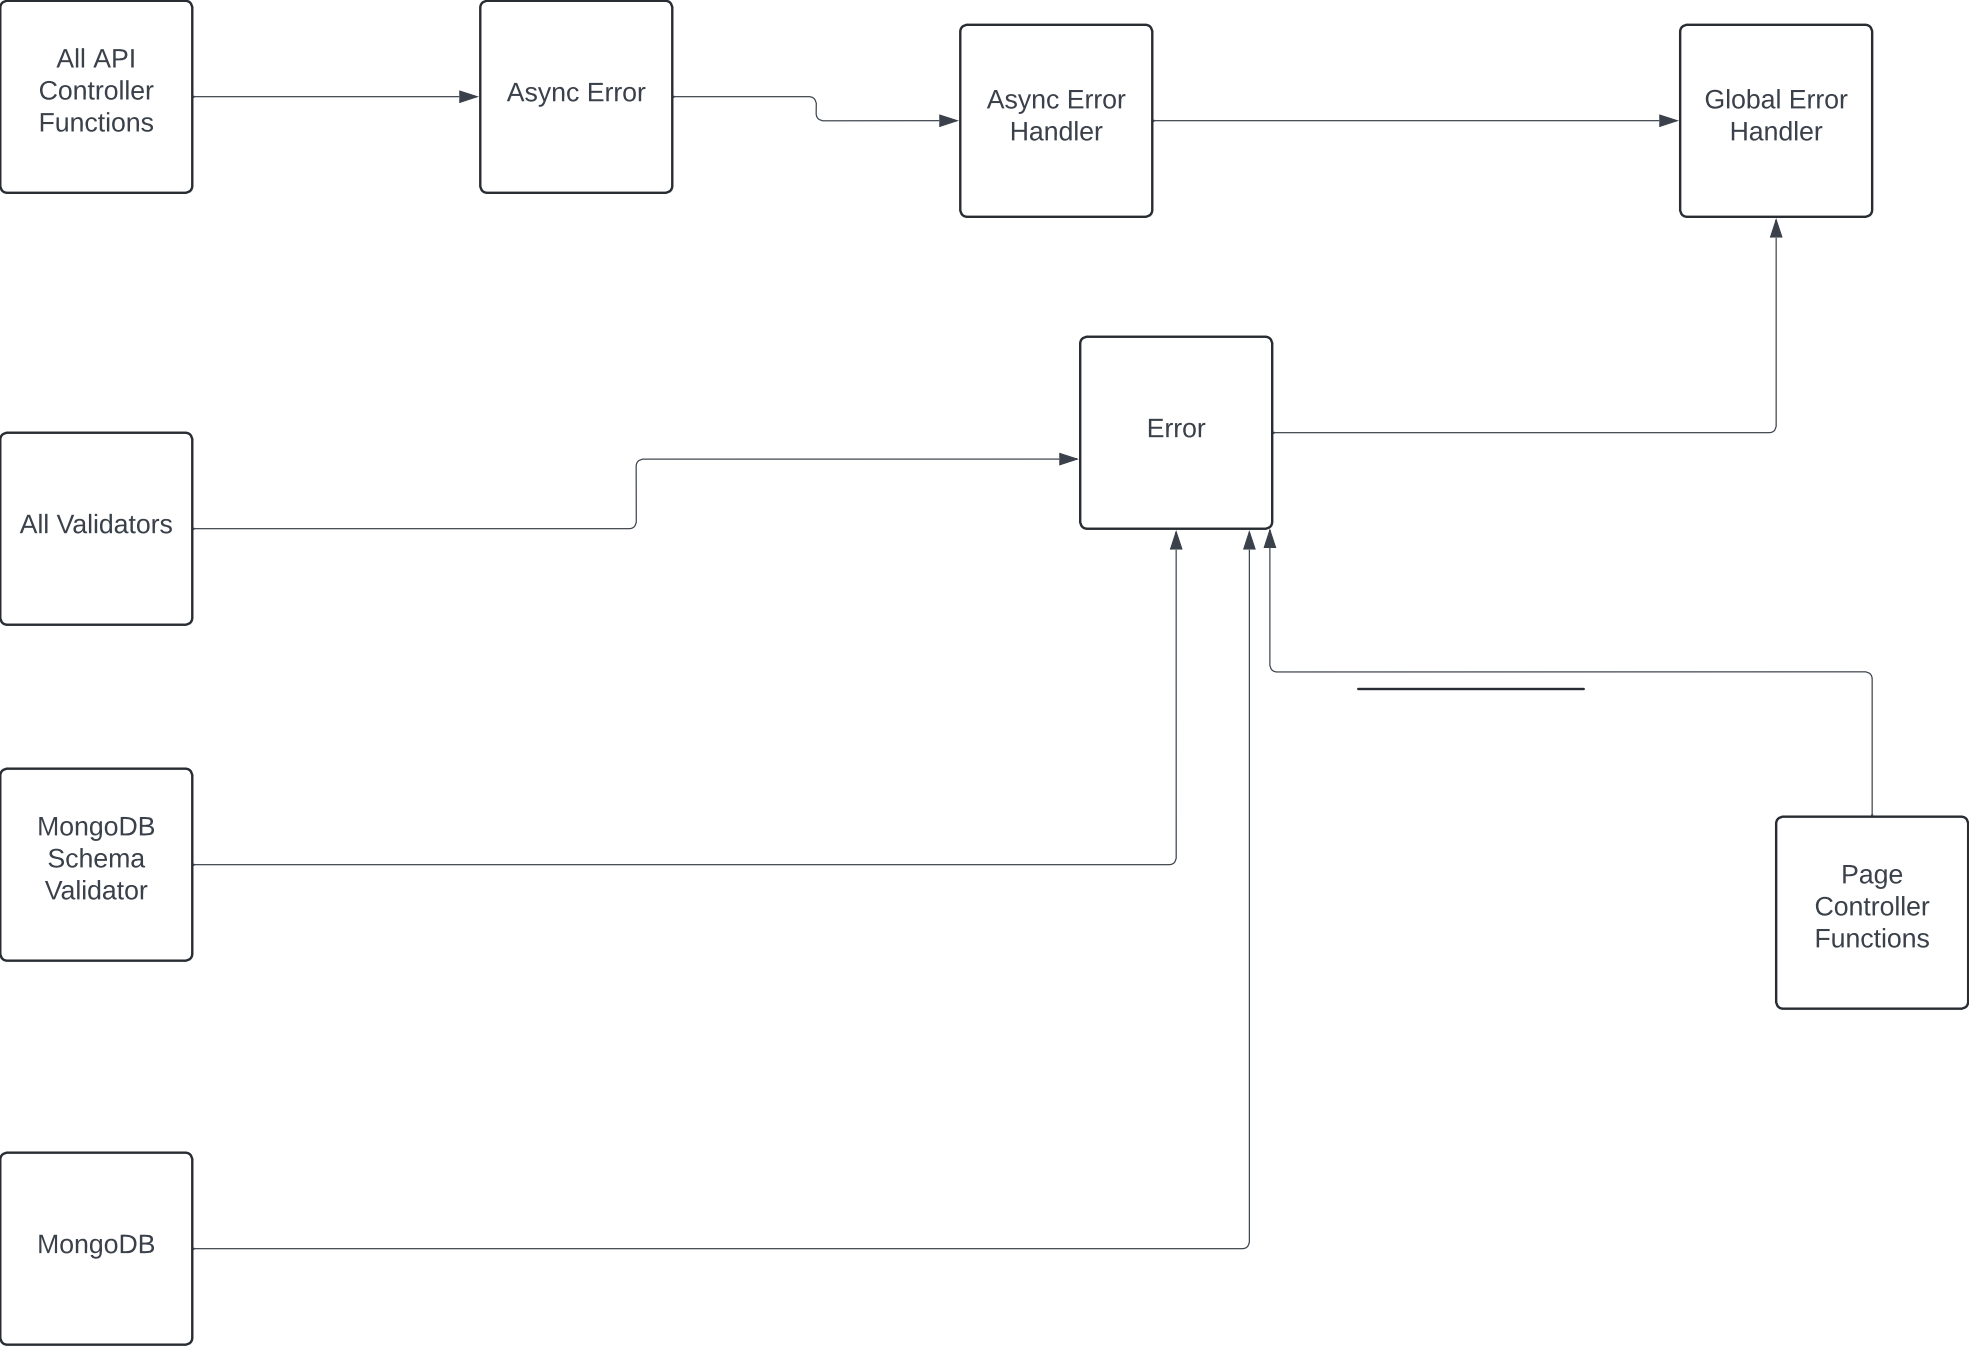 All API
Controller
Functions
Async Error
Async Error
Handler
Global Error
Handler
Error
All Validators
MongoDB
Schema
Validator
Page
Controller
Functions
MongoDB